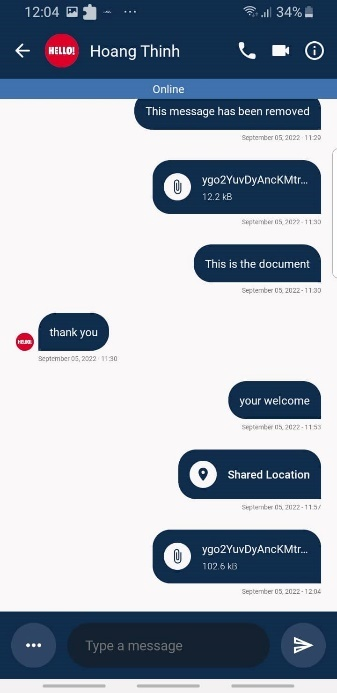 12:04 34%
HELLO! Hoang Thinh
Online
This message has been removed
September 05, 2022 - 11:29
ygo2YuvDyAncKMtr...
12.2 kB
September 05, 2022 - 11:30
This is the document
September 05, 2022 - 11:30
thank you
HELLO!
September 05, 2022 - 11:30
your welcome
September 05, 2022 - 11:53
Shared Location
September 05, 2022 - 11:57
ygo2YuvDyAncKMtr...
102.6 kB
September 05, 2022 - 12:04
Type a message